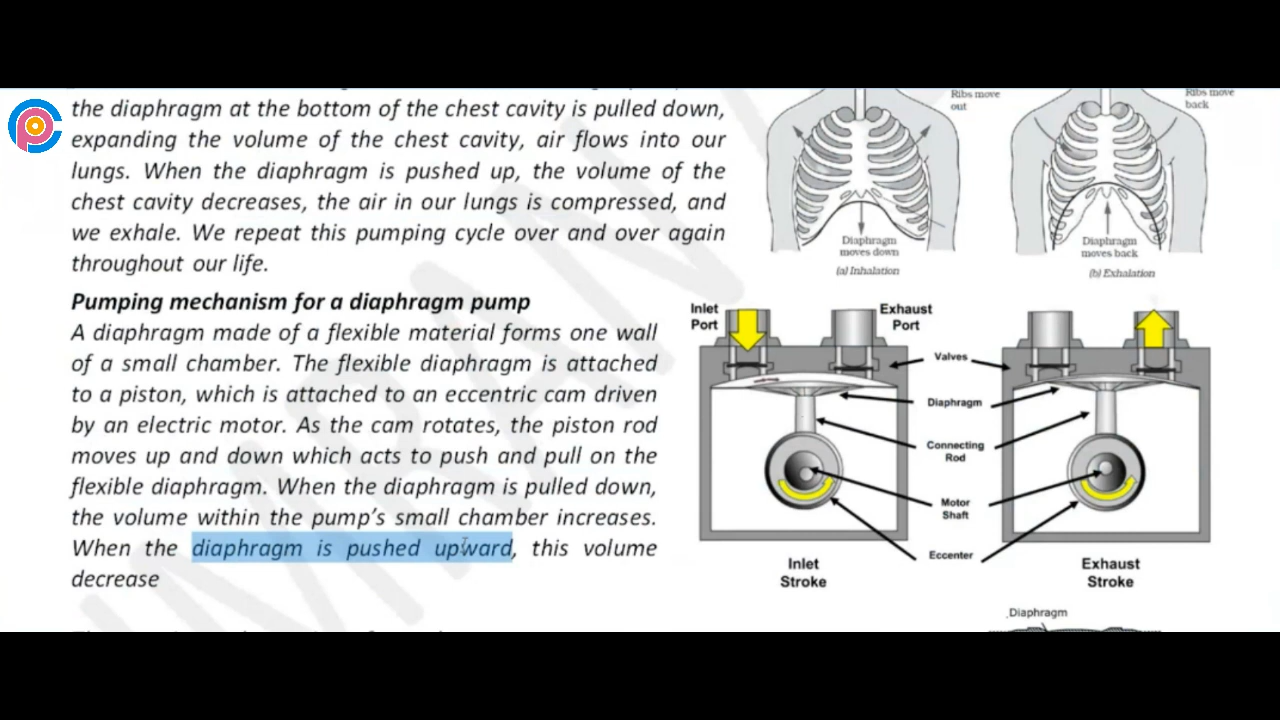 the diaphragm at the bottom of the chest cavity is pulled down,
expanding the volume of the chest cavity, air flows into our
lungs. When the diaphragm is pushed up, the volume of the
chest cavity decreases, the air in our lungs is compressed, and
we exhale. We repeat this pumping cycle over and over again
throughout our life.
Pumping mechanism for a diaphragm pump
A diaphragm made of a flexible material forms one wall
of a small chamber. The flexible diaphragm is attached
to a piston, which is attached to an eccentric cam driven
by an electric motor. As the cam rotates, the piston rod
moves up and down which acts to push and pull on the
flexible diaphragm. When the diaphragm is pulled down,
the volume within the pump's small chamber increases.
When the diaphragm is pushed upward, this volume
decrease
Ribs move
out
Diaphragm
moves down
(a) Inhalation
Ribs move
back
Diaphragm
moves back
(b) Exhalation
Inlet
Port
Exhaust
Port
Valves
Diaphragm
Connecting
Rod
Motor
Shaft
Eccenter
Inlet
Stroke
Exhaust
Stroke
Diaphragm